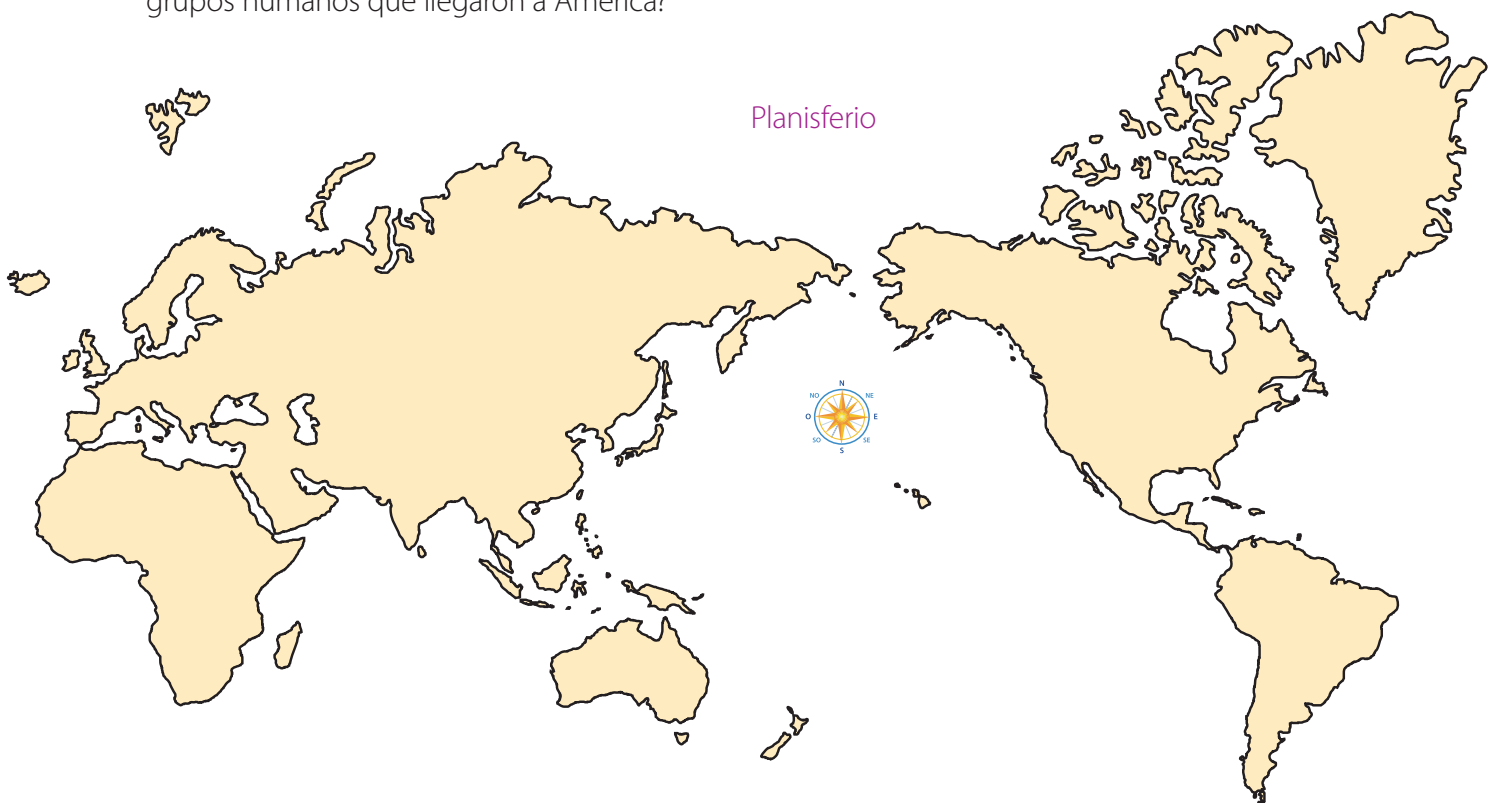 grupos humanos que llegaron a América?
Planisferio
N
NO NE
O E
SO SE
S